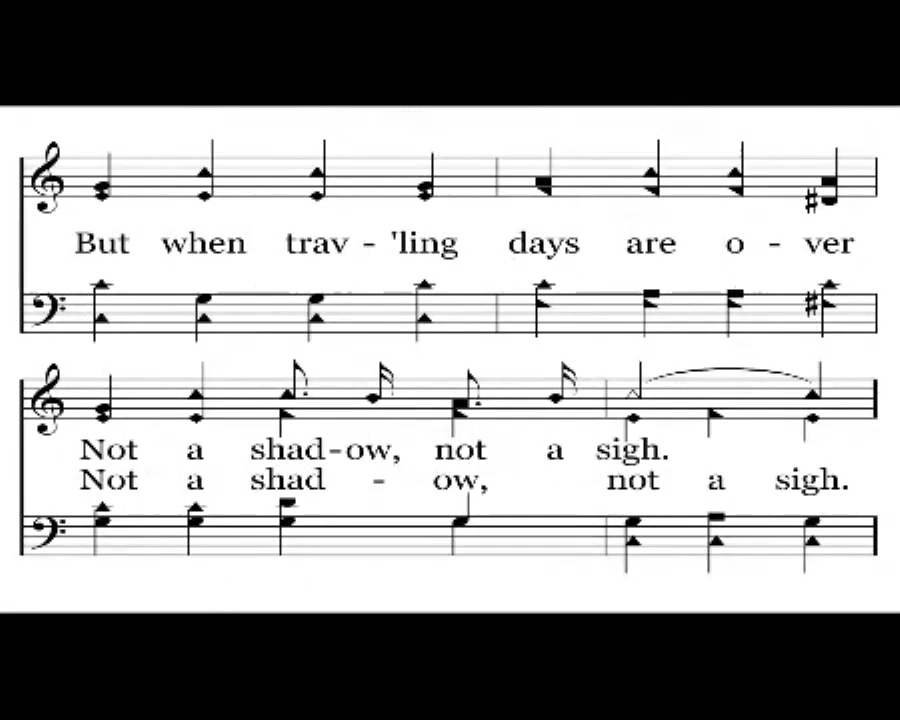 But when trav - 'ling days are o - ver
Not a shad-ow, not a sigh.
Not a shad - ow, not a sigh.